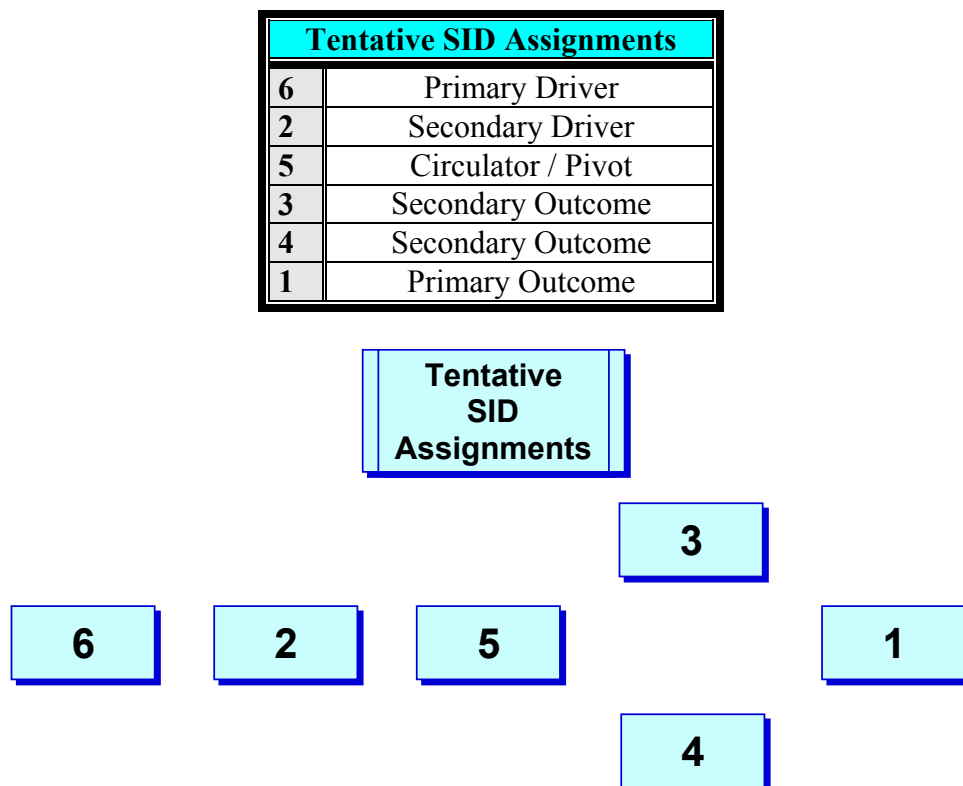 Tentative SID Assignments
6 Primary Driver
2 Secondary Driver
5 Circulator / Pivot
3 Secondary Outcome
4 Secondary Outcome
1 Primary Outcome
Tentative
SID
Assignments
3
6 2 5 1
4